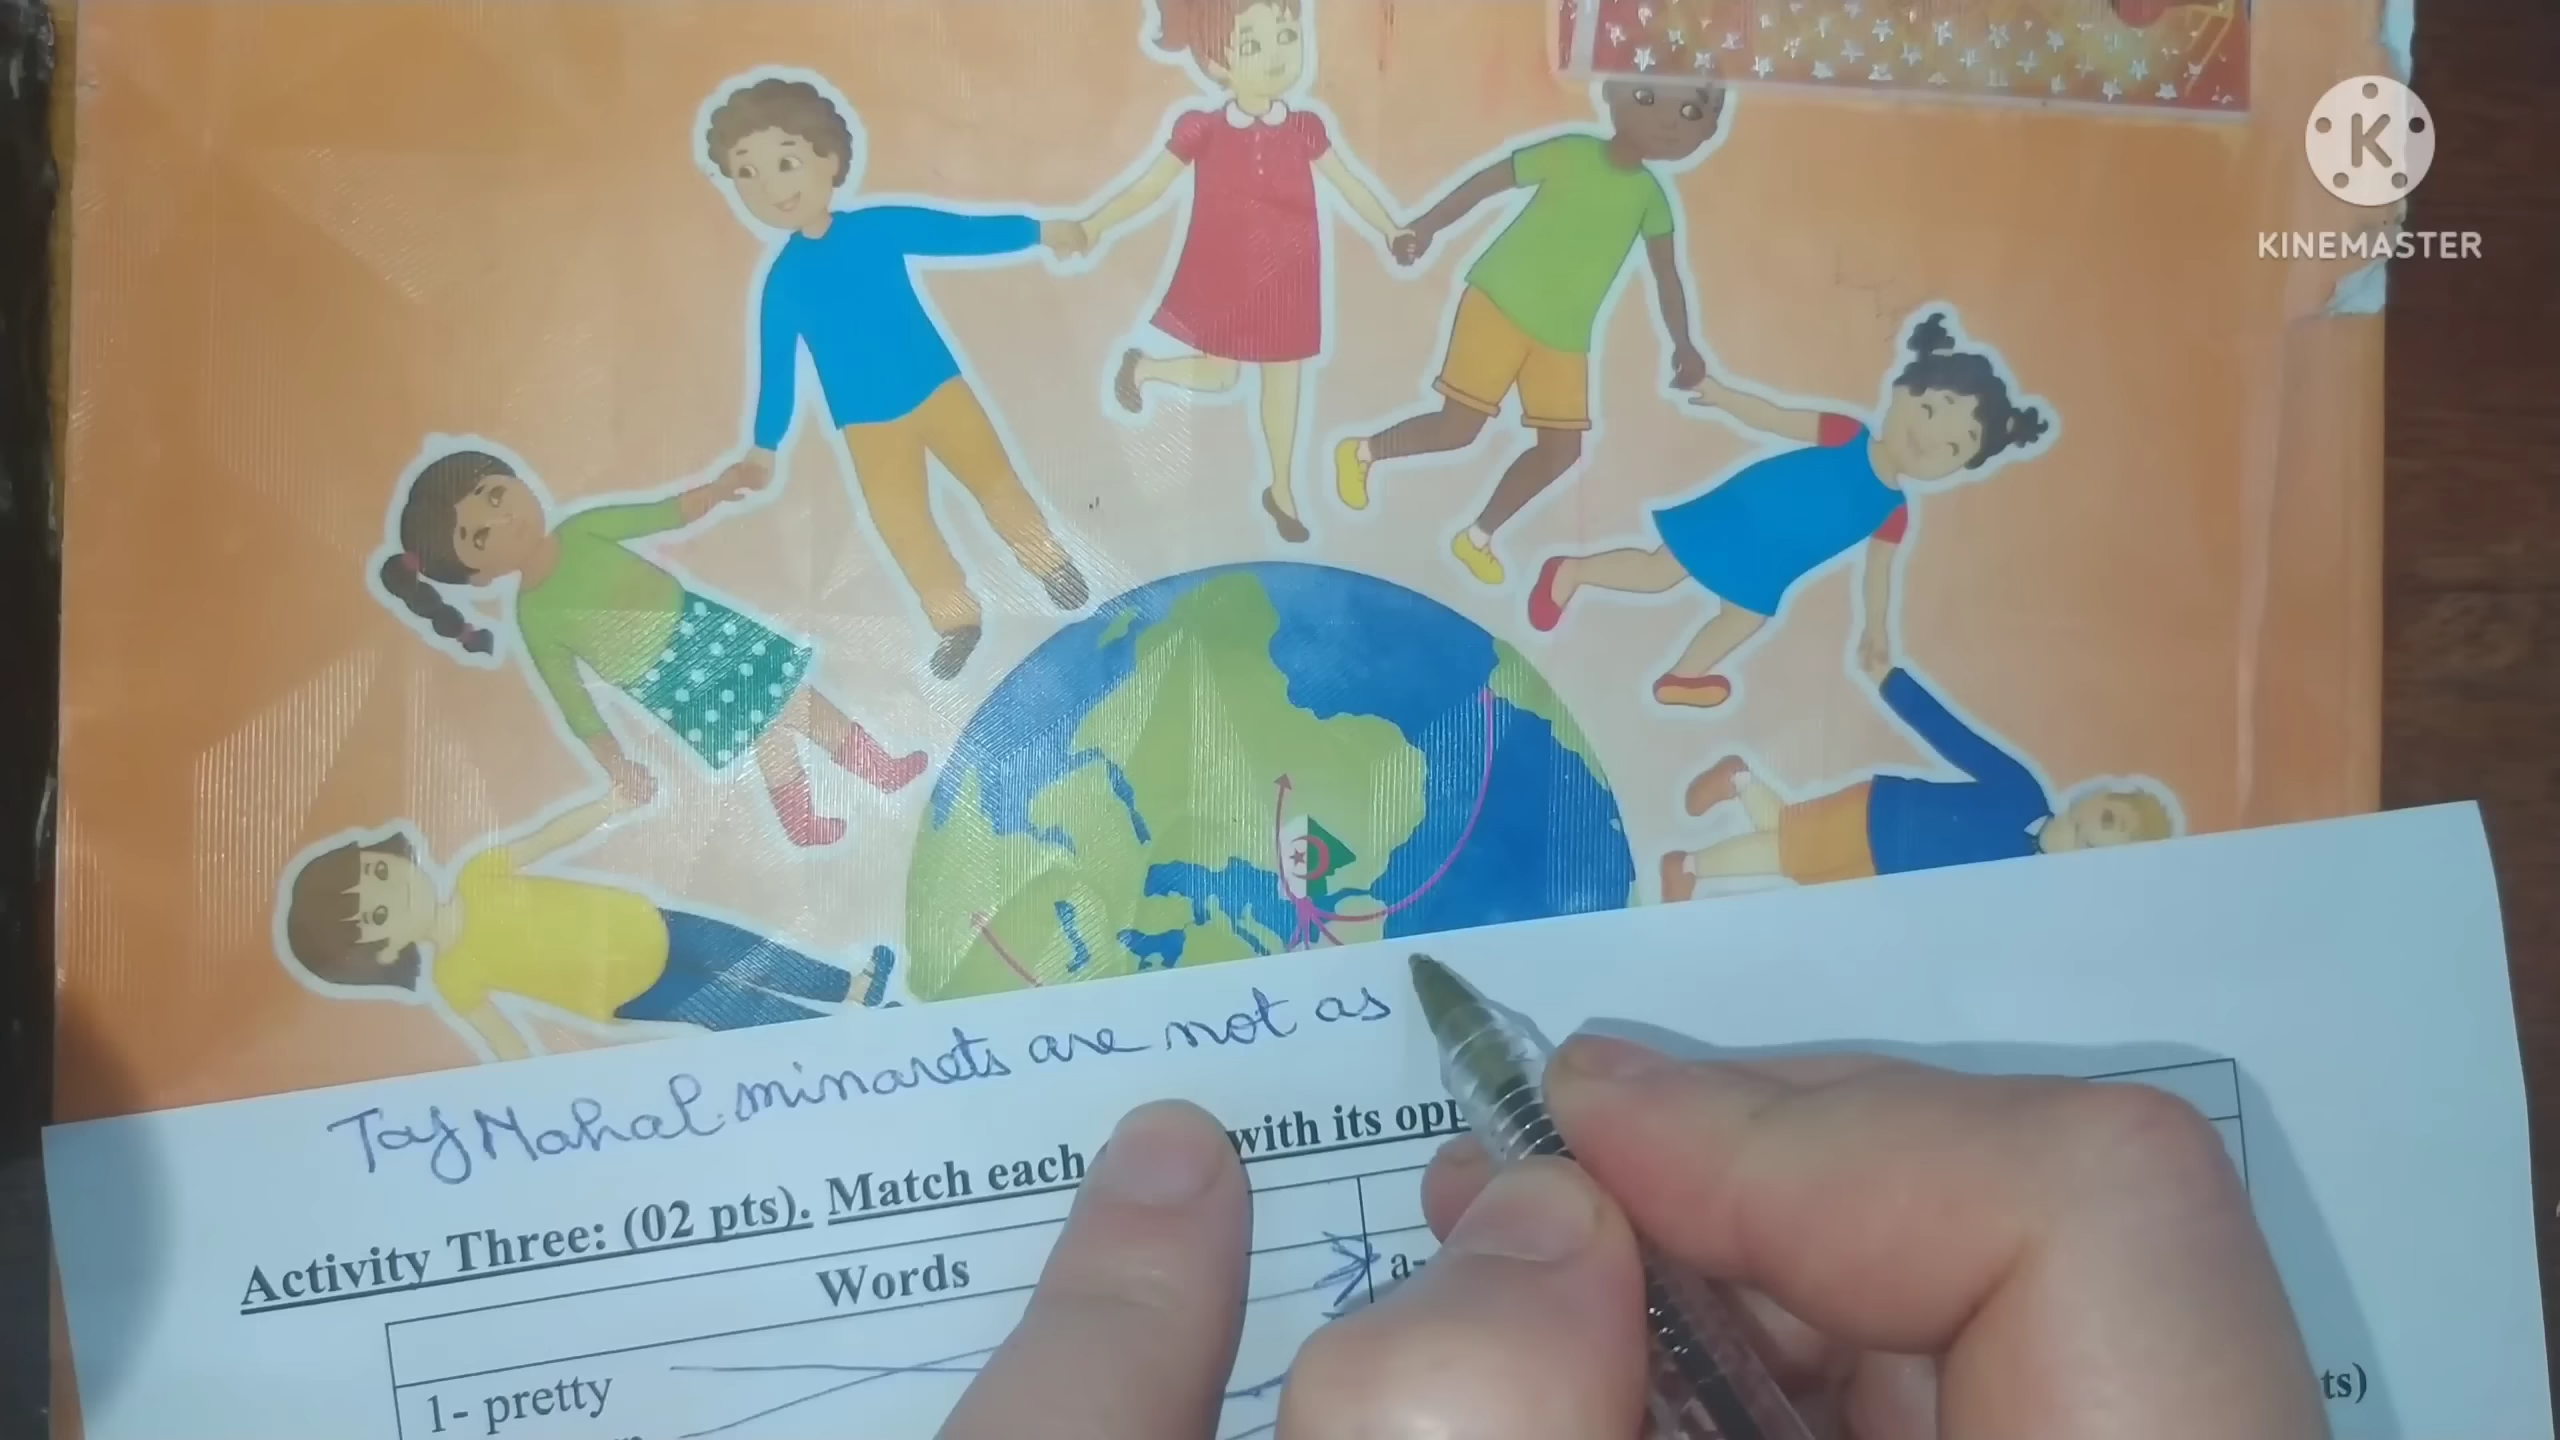 KINEMASTER
Taj Mahal minarets are not as
Activity Three: (02 pts). Match each with its opp
Words
a-
1- pretty
ts)